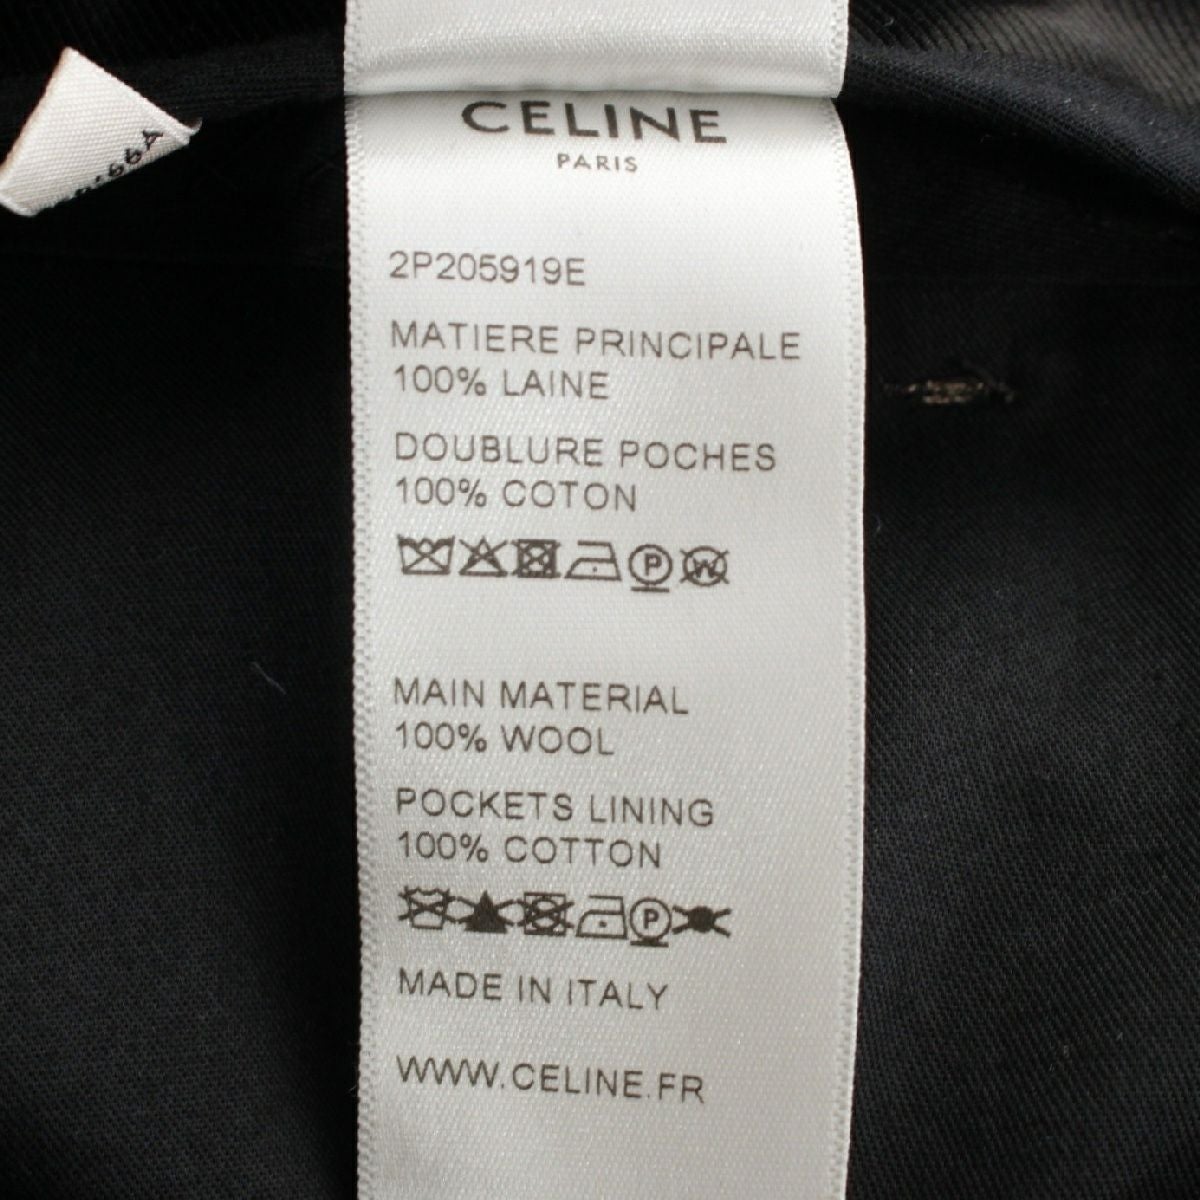 CELINE
PARIS
2P205919E
MATIERE PRINCIPALE
100% LAINE
DOUBLURE POCHES
100% COTON
P W
MAIN MATERIAL
100% WOOL
POCKETS LINING
100% COTTON
P
MADE IN ITALY
WWW.CELINE.FR